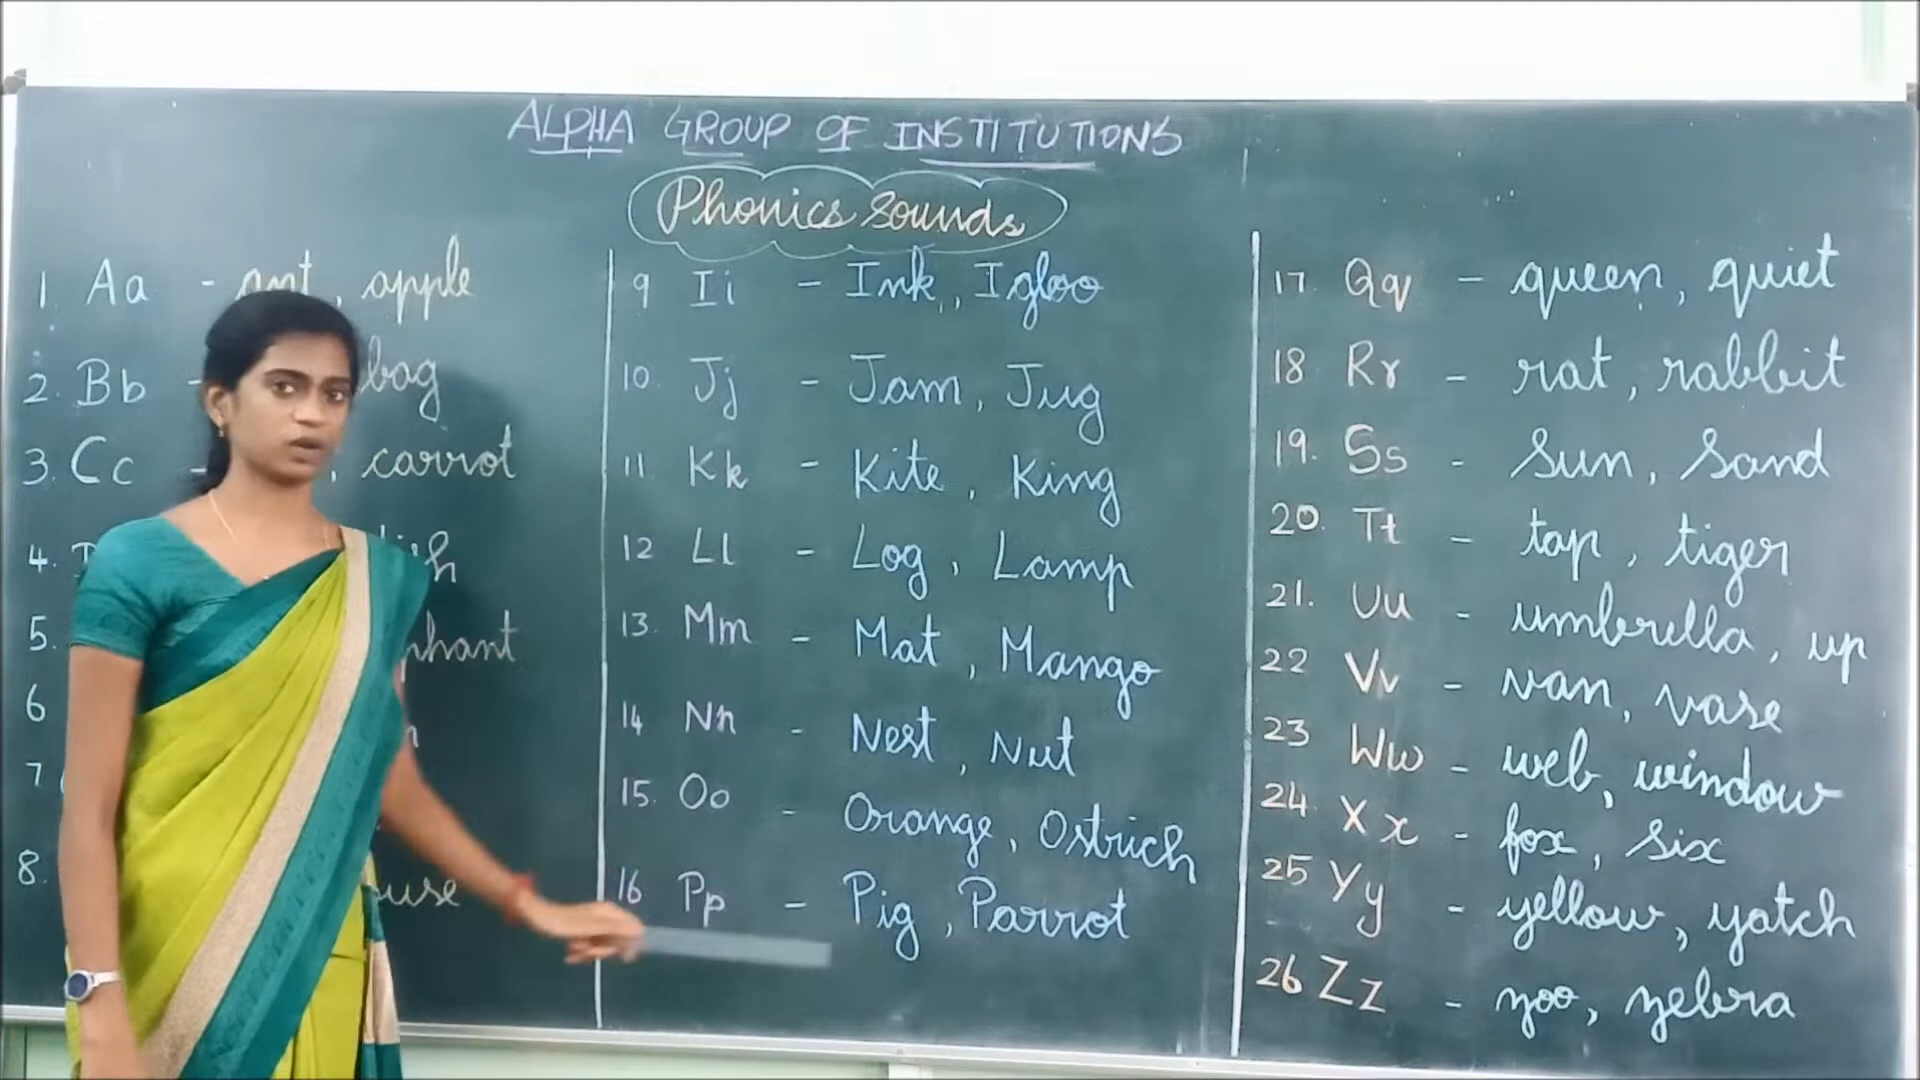 ALPHA GROUP OF INSTITUTIONS
Phonics Sounds
1. Aa - ant, apple
2. Bb - bag
3. Cc - , carrot
4.
5.
6
7
8.
9 Ii - Ink, Igloo
10. Jj - Jam, Jug
11 Kk - Kite, King
12 Ll - Log, Lamp
13. Mm - Mat, Mango
14 Nn - Nest, Nut
15. Oo - Orange, Ostrich
16 Pp - Pig, Parrot
17. Qq - queen, quiet
18 Rr - rat, rabbit
19. Ss - Sun, Sand
20. Tt - tap, tiger
21. Uu - umbrella, up
22 Vv - van, vase
23 Ww - web, window
24. Xx - fox, six
25 Yy - yellow, yatch
26 Zz - zoo, zebra